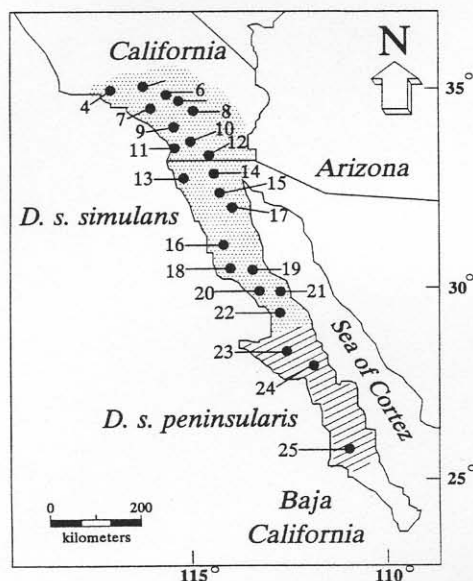 California
N
35°
6
4
7
8
9
10
11
12
Arizona
13
14
15
D. s. simulans
17
16
18
19
30°
20
21
22
Sea of Cortez
23
24
D. s. peninsularis
25
25°
Baja
California
0 200
kilometers
115° 110°